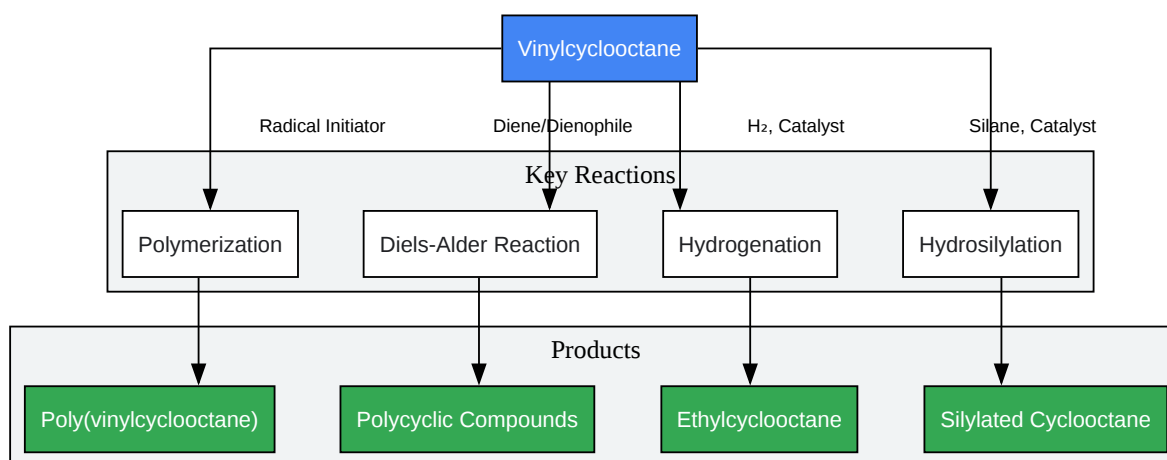 Vinylcyclooctane
Radical Initiator
Diene/Dienophile
H₂, Catalyst
Silane, Catalyst
Key Reactions
Polymerization
Diels-Alder Reaction
Hydrogenation
Hydrosilylation
Products
Poly(vinylcyclooctane)
Polycyclic Compounds
Ethylcyclooctane
Silylated Cyclooctane